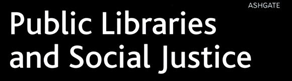 ASHGATE
Public Libraries
and Social Justice